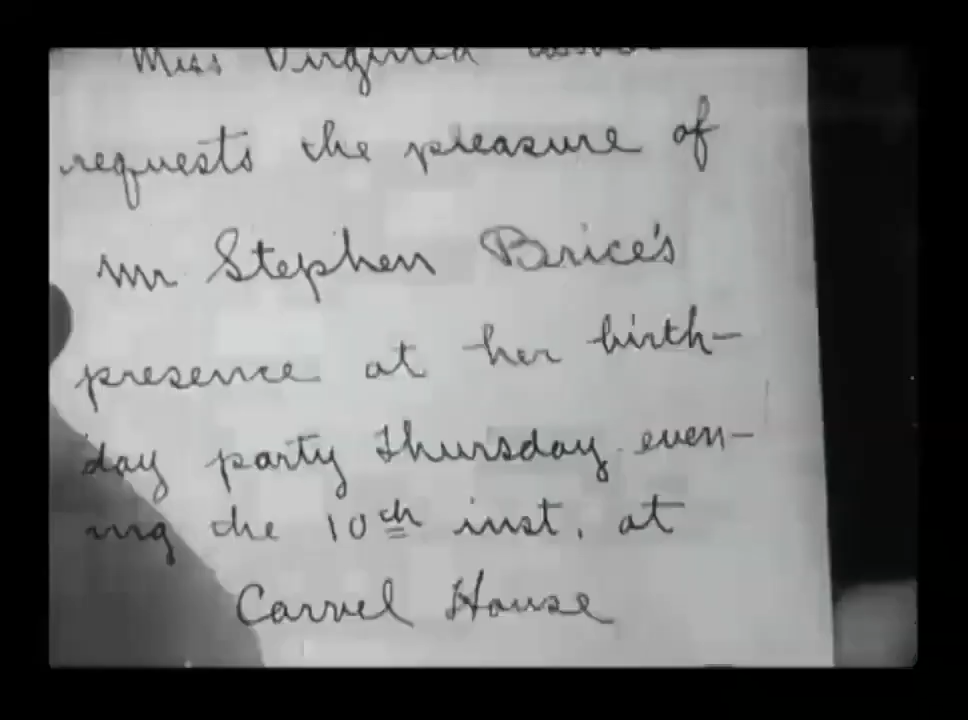 Miss Virginia
requests the pleasure of
Mr Stephen Brice's
presence at her birth-
day party Thursday even-
ing the 10th inst. at
Carvel House